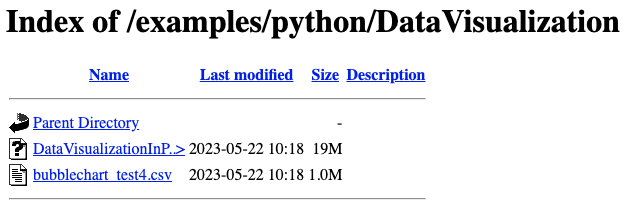 Index of /examples/python/DataVisualization
Name Last modified Size Description
Parent Directory -
DataVisualizationInP..> 2023-05-22 10:18 19M
bubblechart_test4.csv 2023-05-22 10:18 1.0M